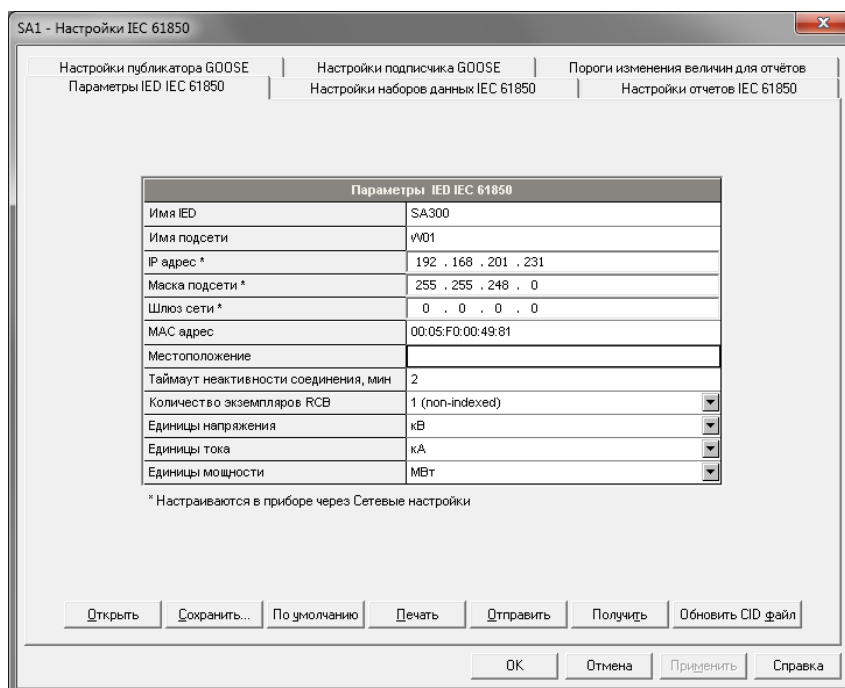 SA1 - Настройки IEC 61850
Настройки публикатора GOOSE Настройки подписчика GOOSE Пороги изменения величин для отчётов
Параметры IED IEC 61850 Настройки наборов данных IEC 61850 Настройки отчетов IEC 61850
Параметры IED IEC 61850
Имя IED SA300
Имя подсети W01
IP адрес * 192 . 168 . 201 . 231
Маска подсети * 255 . 255 . 248 . 0
Шлюз сети * 0 . 0 . 0 . 0
MAC адрес 00:05:F0:00:49:81
Местоположение
Таймаут неактивности соединения, мин 2
Количество экземпляров RCB 1 (non-indexed)
Единицы напряжения кВ
Единицы тока кА
Единицы мощности МВт
* Настраиваются в приборе через Сетевые настройки
Открыть Сохранить... По умолчанию Печать Отправить Получить Обновить CID файл
OK Отмена Применить Справка